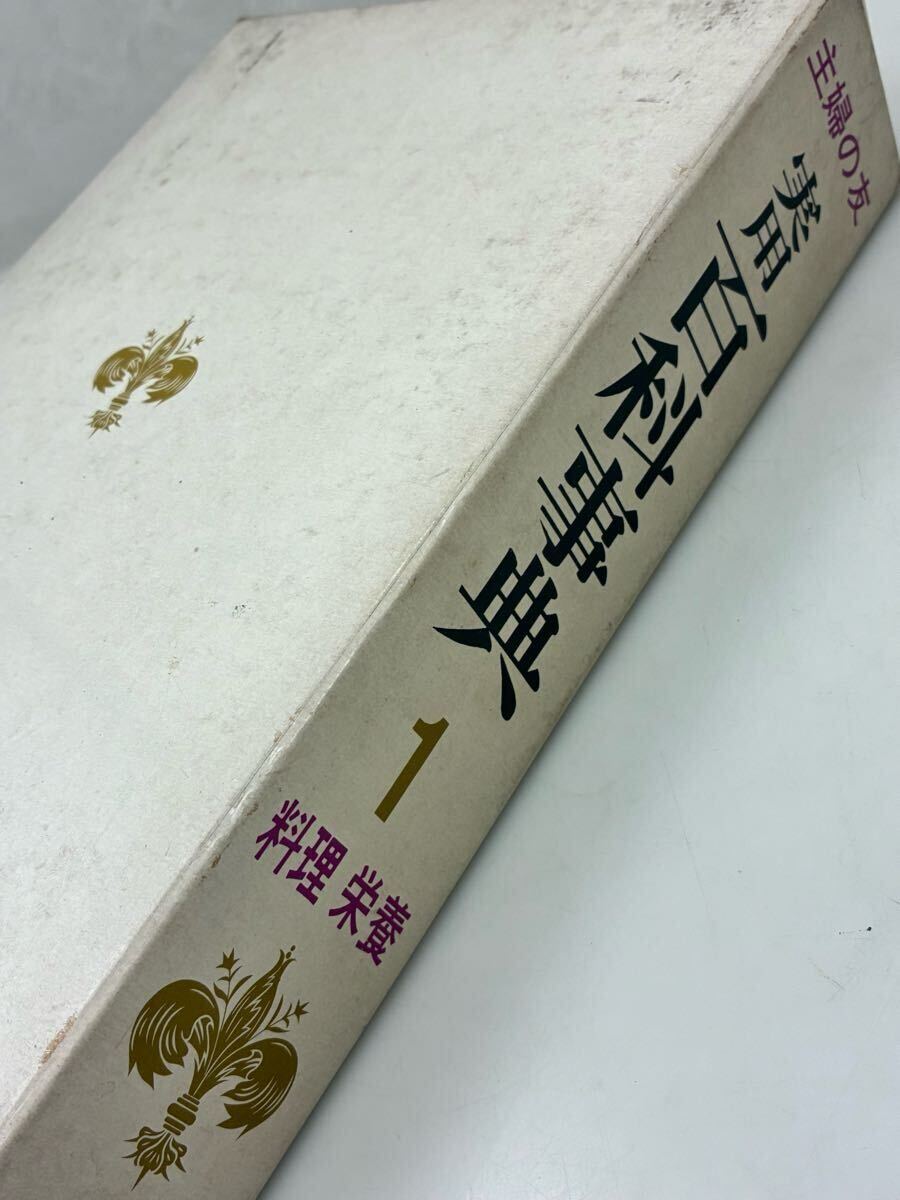 主婦の友
実用百科事典
1
料理 栄養